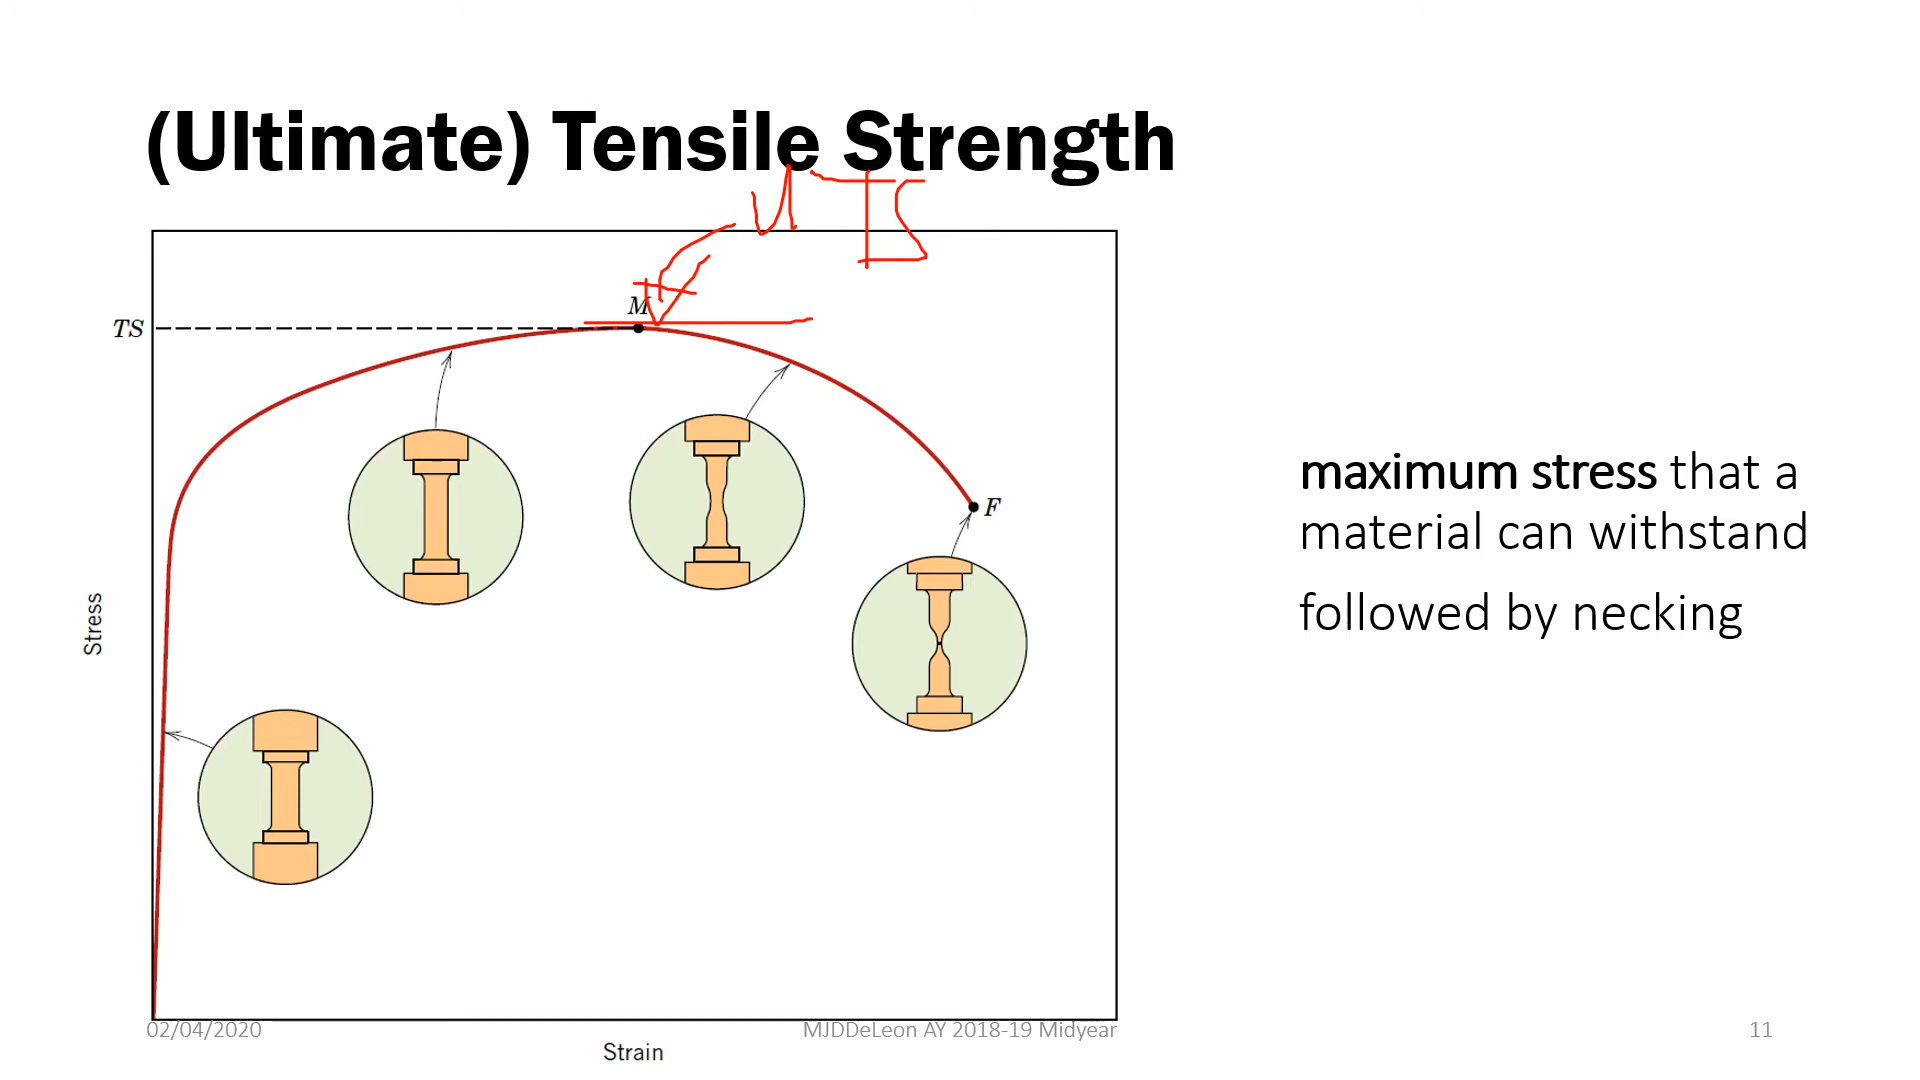 (Ultimate) Tensile Strength
UTS
M
TS
F
Stress
Strain
maximum stress that a
material can withstand
followed by necking
02/04/2020
MJDDeLeon AY 2018-19 Midyear
11